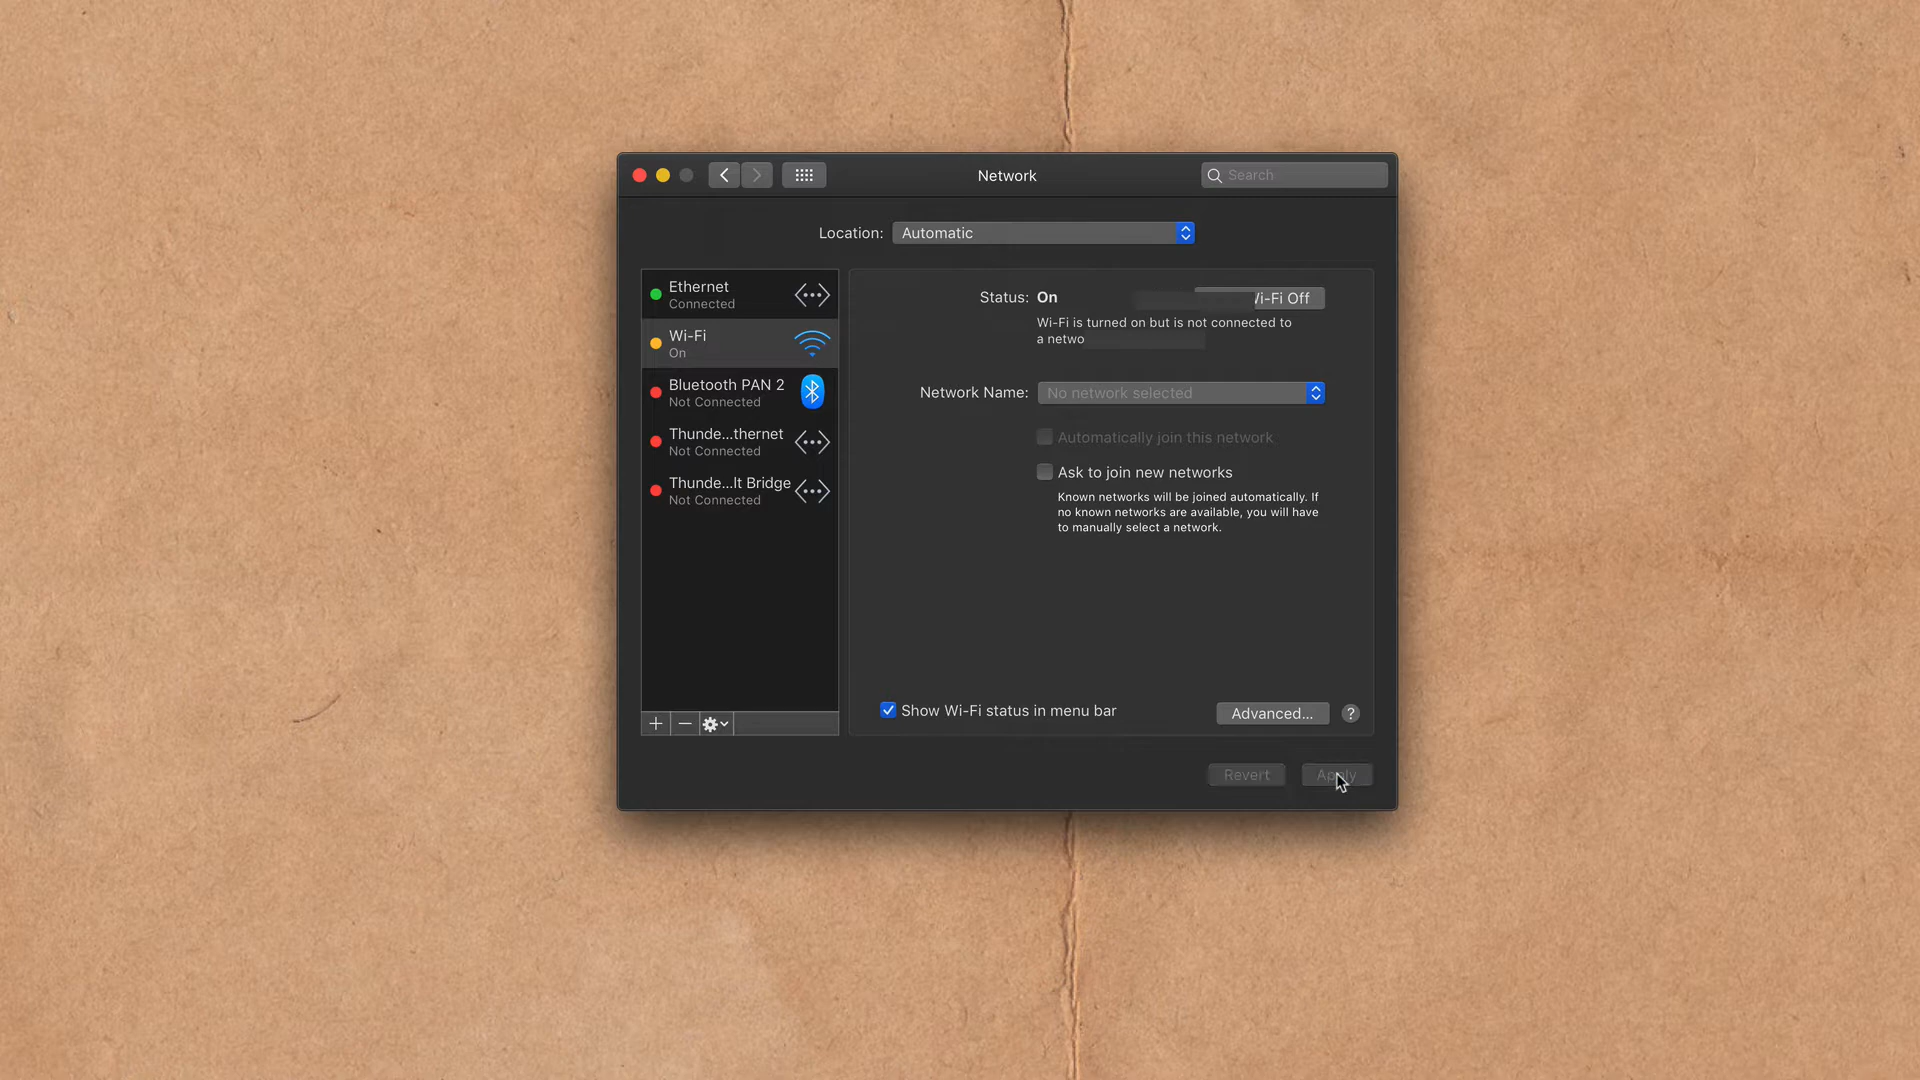 Network
Search
Location: Automatic
Ethernet
Connected
Wi-Fi
On
Bluetooth PAN 2
Not Connected
Thunde...thernet
Not Connected
Thunde...lt Bridge
Not Connected
Status: On
i-Fi Off
Wi-Fi is turned on but is not connected to
a netwo
Network Name: No network selected
Automatically join this network
Ask to join new networks
Known networks will be joined automatically. If
no known networks are available, you will have
to manually select a network.
Show Wi-Fi status in menu bar
Advanced...
?
Revert
Apply